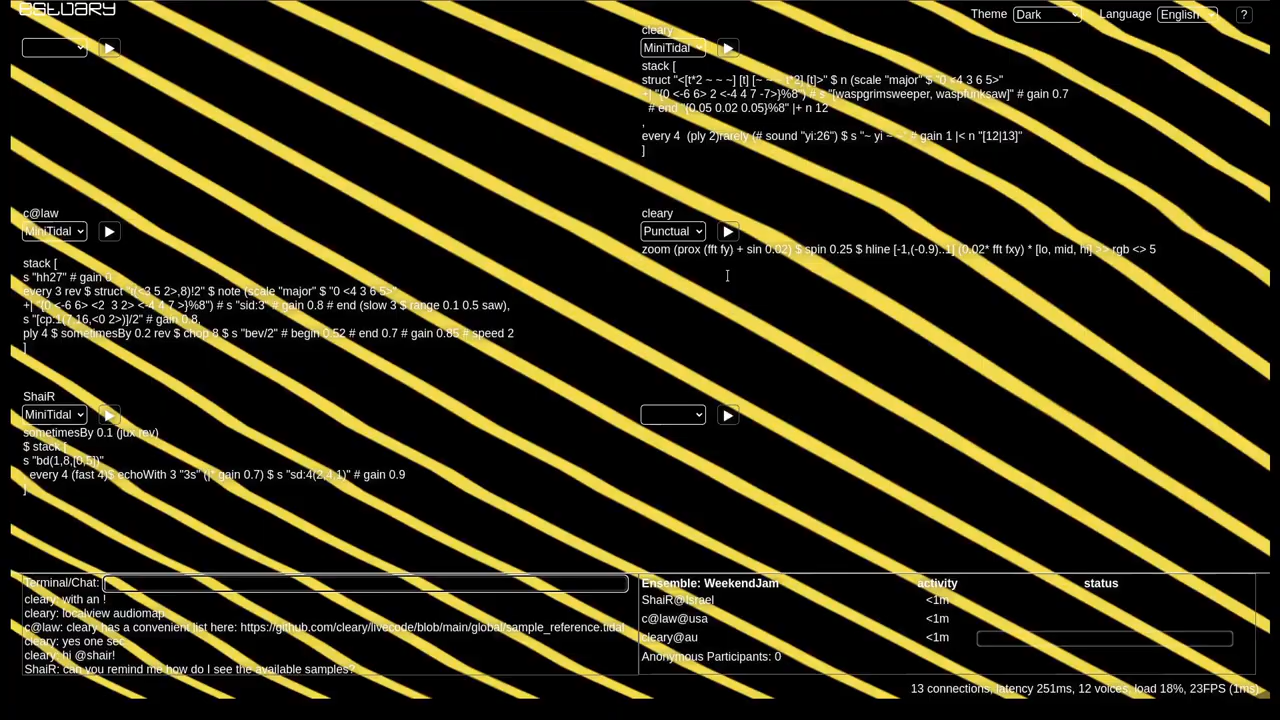 estuary
Theme Dark Language English ?
cleary
MiniTidal
stack [
struct "<[t*2 ~ ~ ~] [t] [~ ~ ~ t*2] [t]>" $ n (scale "major" $ "0 <4 3 6 5>"
+| "{0 <-6 6> 2 <-4 4 7 -7>}%8") # s "[waspgrimsweeper, waspfunksaw]" # gain 0.7
# end "{0.05 0.02 0.05}%8" |+ n 12
,
every 4 (ply 2)rarely (# sound "yi:26") $ s "~ yi ~ ~" # gain 1 |< n "[12|13]"
]
c@law
MiniTidal
stack [
s "hh27" # gain 0,
every 3 rev $ struct "t(<3 5 2>,8)!2" $ note (scale "major" $ "0 <4 3 6 5>"
+| "{0 <-6 6> <2 3 2> <-4 4 7 >}%8") # s "sid:3" # gain 0.8 # end (slow 3 $ range 0.1 0.5 saw),
s "[cp:1(7,16,<0 2>)]/2" # gain 0.8,
ply 4 $ sometimesBy 0.2 rev $ chop 8 $ s "bev/2" # begin 0.52 # end 0.7 # gain 0.85 # speed 2
]
cleary
Punctual
zoom (prox (fft fy) + sin 0.02) $ spin 0.25 $ hline [-1,(-0.9)..1] (0.02* fft fxy) * [lo, mid, hi] >> rgb <> 5
ShaiR
MiniTidal
sometimesBy 0.1 (jux rev)
$ stack [
s "bd(1,8,[0,5])"
, every 4 (fast 4)$ echoWith 3 "3s" (|* gain 0.7) $ s "sd:4(2,4,1)" # gain 0.9
]
Terminal/Chat:
cleary: with an !
cleary: localview audiomap
c@law: cleary has a convenient list here: https://github.com/cleary/livecode/blob/main/global/sample_reference.tidal
cleary: yes one sec
cleary: hi @shair!
ShaiR: can you remind me how do I see the available samples?
Ensemble: WeekendJam activity status
ShaiR@Israel <1m
c@law@usa <1m
cleary@au <1m
Anonymous Participants: 0
13 connections, latency 251ms, 12 voices, load 18%, 23FPS (1ms)